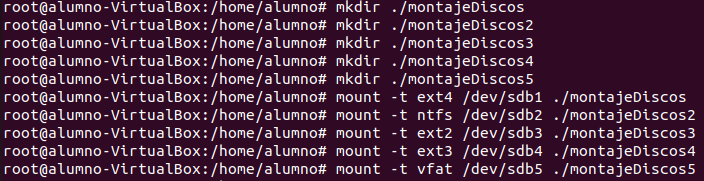 root@alumno-VirtualBox:/home/alumno# mkdir ./montajeDiscos
root@alumno-VirtualBox:/home/alumno# mkdir ./montajeDiscos2
root@alumno-VirtualBox:/home/alumno# mkdir ./montajeDiscos3
root@alumno-VirtualBox:/home/alumno# mkdir ./montajeDiscos4
root@alumno-VirtualBox:/home/alumno# mkdir ./montajeDiscos5
root@alumno-VirtualBox:/home/alumno# mount -t ext4 /dev/sdb1 ./montajeDiscos
root@alumno-VirtualBox:/home/alumno# mount -t ntfs /dev/sdb2 ./montajeDiscos2
root@alumno-VirtualBox:/home/alumno# mount -t ext2 /dev/sdb3 ./montajeDiscos3
root@alumno-VirtualBox:/home/alumno# mount -t ext3 /dev/sdb4 ./montajeDiscos4
root@alumno-VirtualBox:/home/alumno# mount -t vfat /dev/sdb5 ./montajeDiscos5